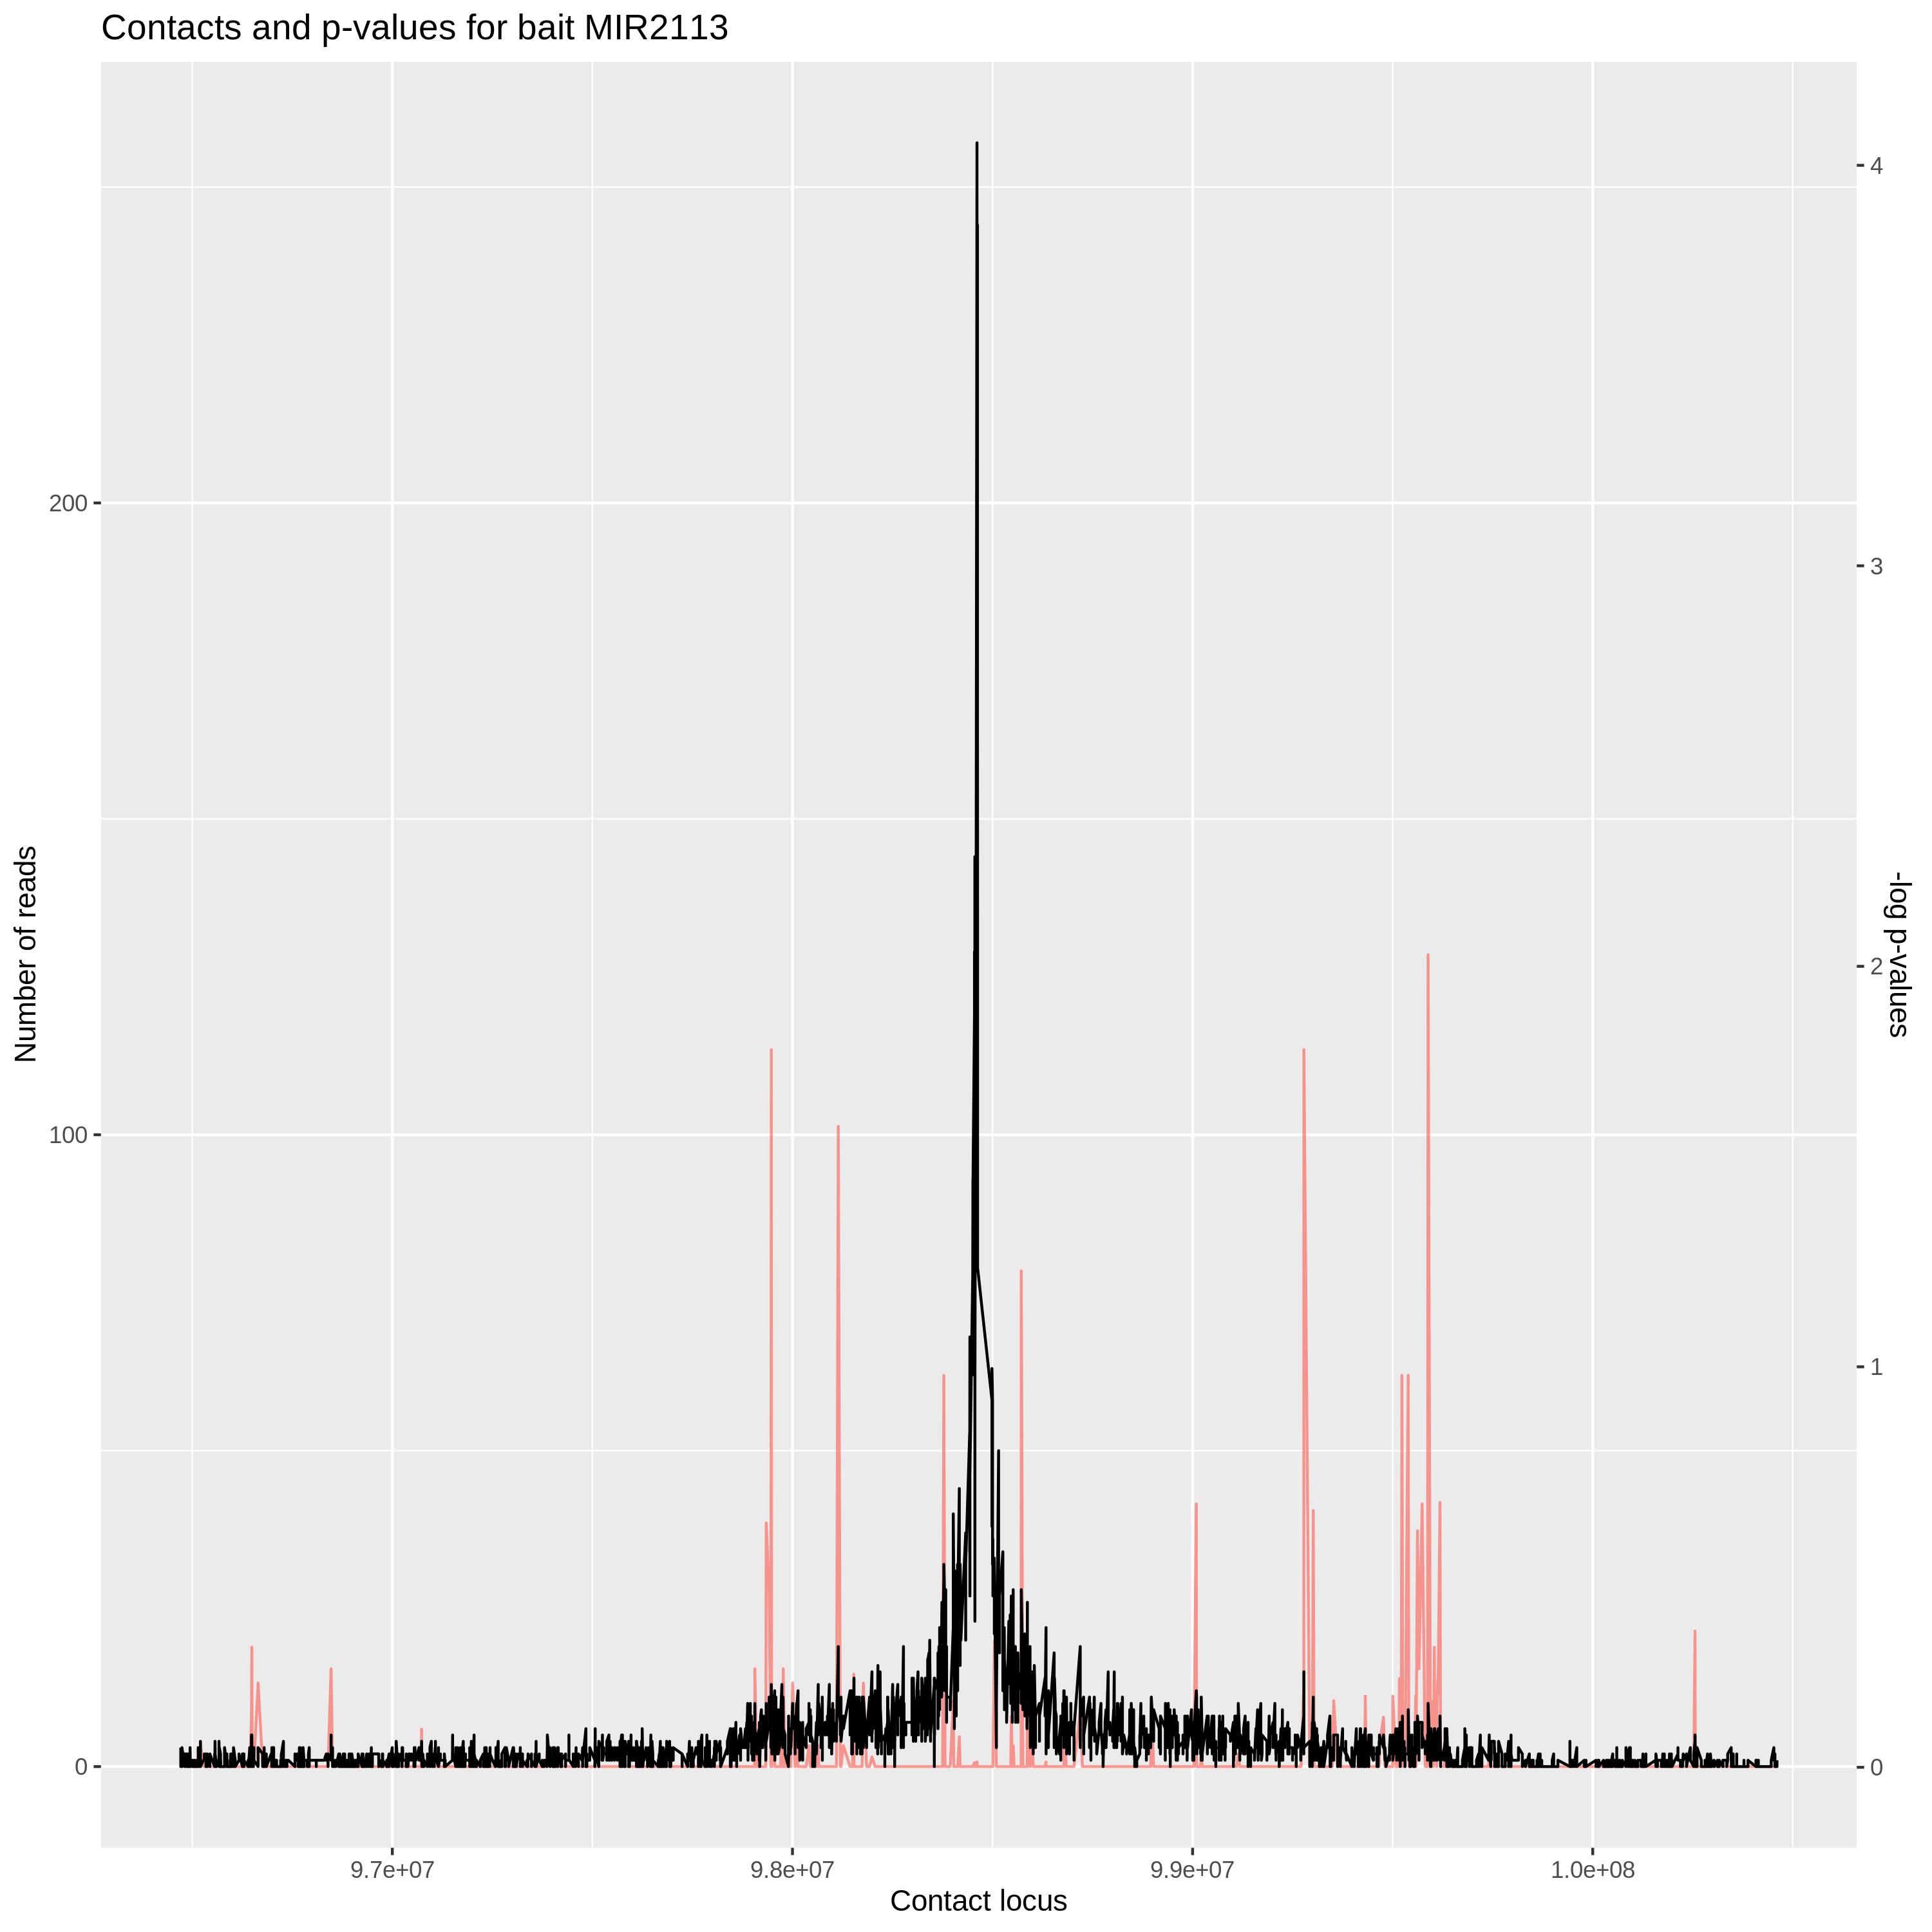 Contacts and p-values for bait MIR2113
Number of reads
200
100
0
4
3
2
1
0
-log p-values
9.7e+07
9.8e+07
9.9e+07
1.0e+08
Contact locus